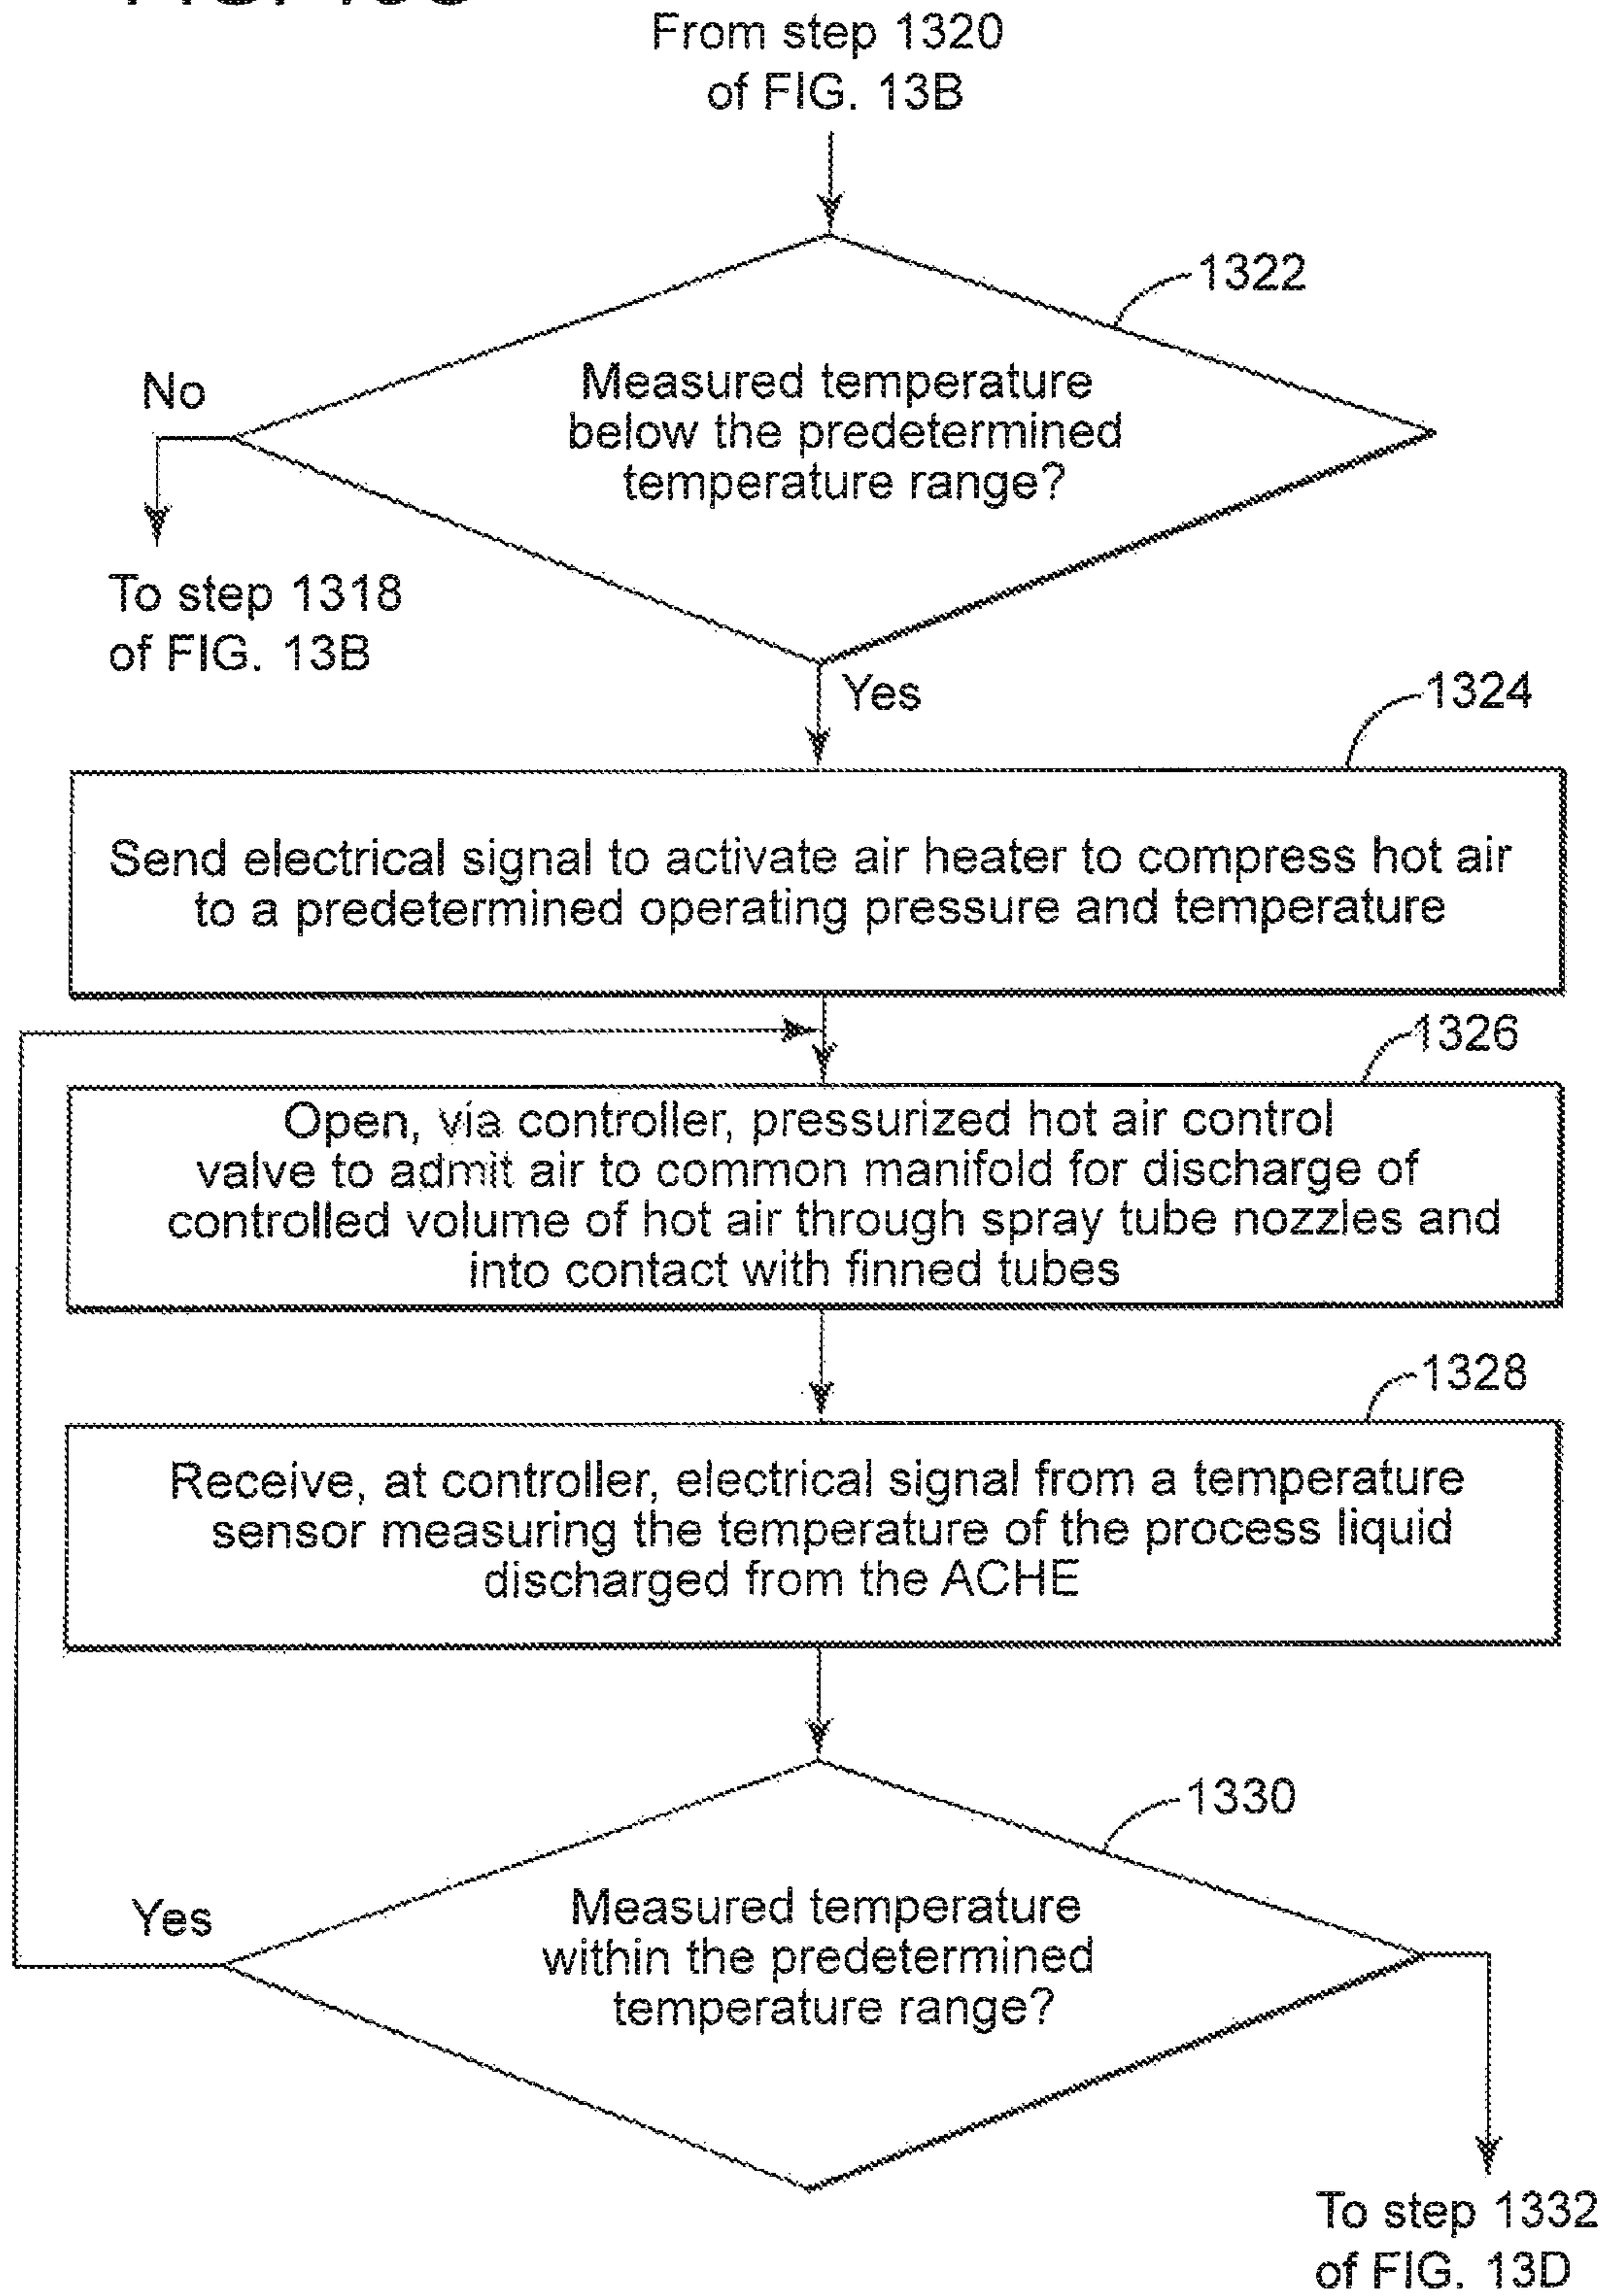 From step 1320
of FIG. 13B
1322
Measured temperature
below the predetermined
temperature range?
No
To step 1318
of FIG. 13B
Yes
1324
Send electrical signal to activate air heater to compress hot air
to a predetermined operating pressure and temperature
1326
Open, via controller, pressurized hot air control
valve to admit air to common manifold for discharge of
controlled volume of hot air through spray tube nozzles and
into contact with finned tubes
1328
Receive, at controller, electrical signal from a temperature
sensor measuring the temperature of the process liquid
discharged from the ACHE
1330
Measured temperature
within the predetermined
temperature range?
Yes
To step 1332
of FIG. 13D